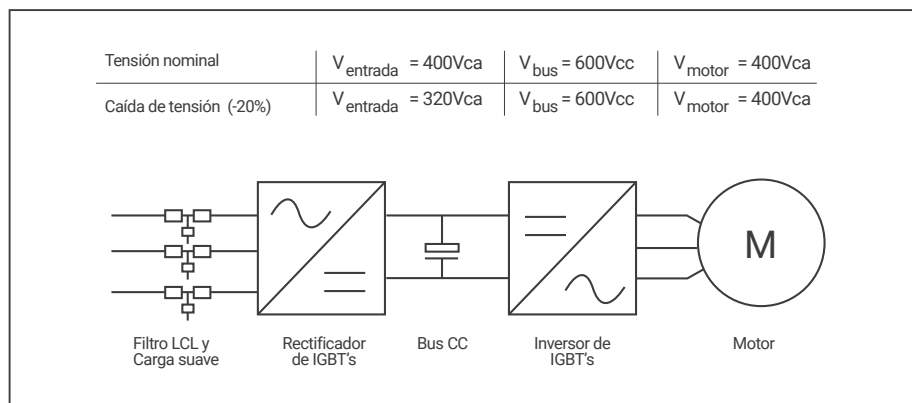 Tensión nominal V entrada = 400Vca V bus = 600Vcc V motor = 400Vca
Caída de tensión (-20%) V entrada = 320Vca V bus = 600Vcc V motor = 400Vca
M
Filtro LCL y Carga suave
Rectificador de IGBT's
Bus CC
Inversor de IGBT's
Motor